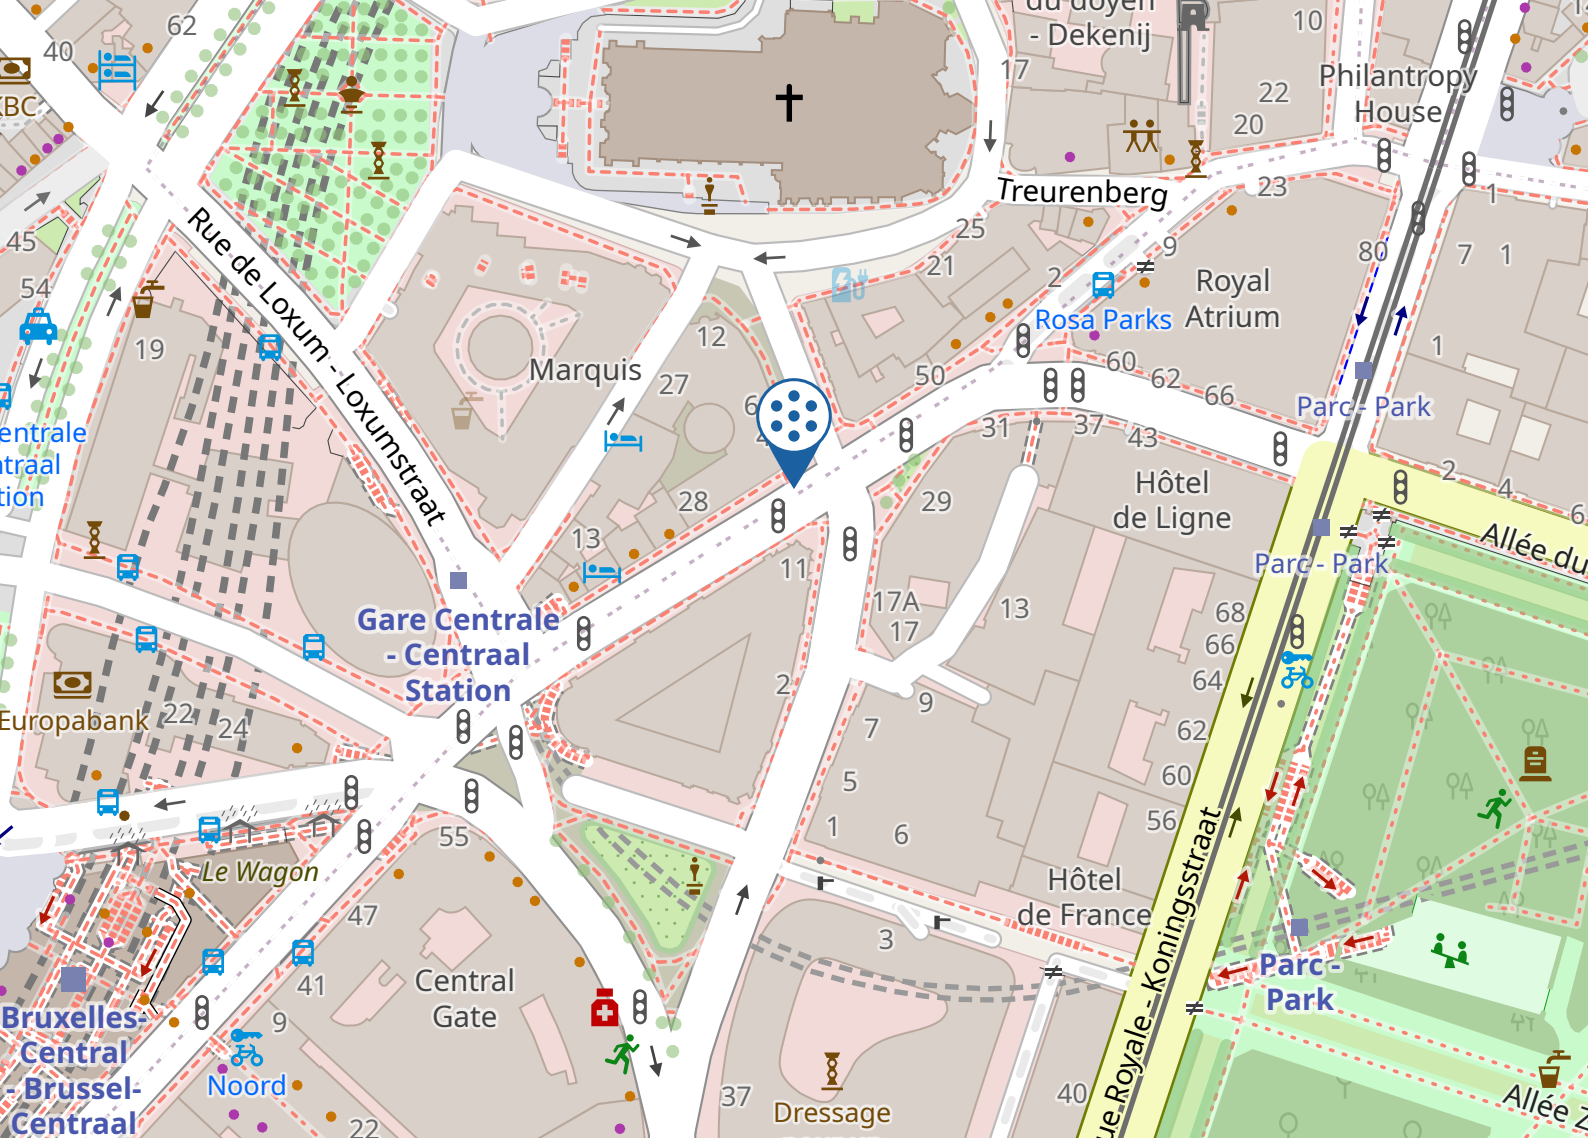 62
40
KBC
du doyen
- Dekenij
10
17
Philantropy
House
22
20
Treurenberg
23
1
45
25
9
7
1
80
21
2
54
Royal
Atrium
Rosa Parks
Rue de Loxum - Loxumstraat
19
12
1
Marquis
27
50
60
62
66
Parc - Park
entrale
ntraal
tion
31
37
43
28
29
Hôtel
de Ligne
2
4
6
Allée du
13
11
Parc - Park
17A
17
13
68
66
64
62
60
56
Gare Centrale
- Centraal
Station
2
9
7
Europabank
22
24
5
1
6
55
Le Wagon
47
Hôtel
de France
3
Rue Royale - Koningsstraat
Central
Gate
41
9
Parc -
Park
Bruxelles-
Central
- Brussel-
Centraal
Noord
37
40
Dressage
22
Allée Z